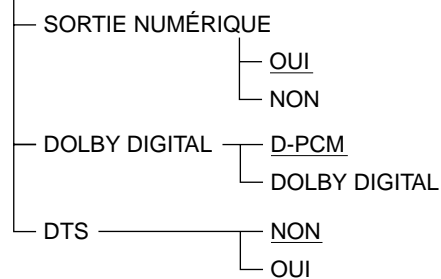 SORTIE NUMÉRIQUE
OUI
NON
DOLBY DIGITAL D-PCM
DOLBY DIGITAL
DTS NON
OUI